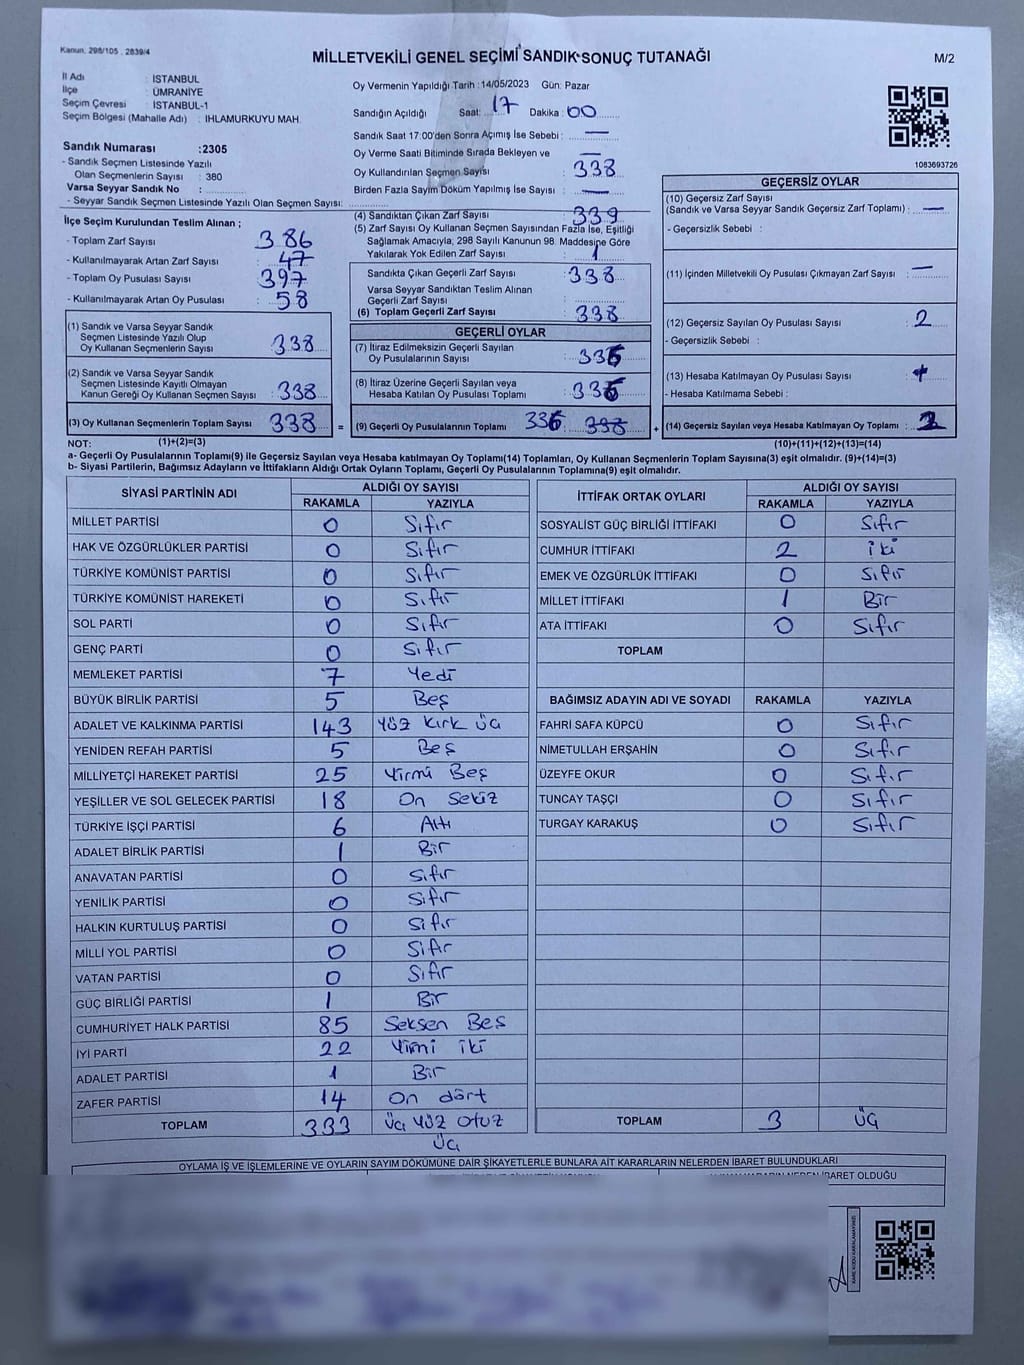 Kanun, 298/105 . 2839/4
MİLLETVEKİLİ GENEL SEÇİMİ SANDIK SONUÇ TUTANAĞI
M/2
İl Adı : İSTANBUL
İlçe : ÜMRANİYE
Seçim Çevresi : İSTANBUL-1
Seçim Bölgesi (Mahalle Adı) : IHLAMURKUYU MAH.
Sandık Numarası :2305
- Sandık Seçmen Listesinde Yazılı
Olan Seçmenlerin Sayısı : 380
Varsa Seyyar Sandık No :
- Seyyar Sandık Seçmen Listesinde Yazılı Olan Seçmen Sayısı:
Oy Vermenin Yapıldığı Tarih : 14/05/2023 Gün: Pazar
Sandığın Açıldığı Saat: 17 Dakika : 00
Sandık Saat 17:00'den Sonra Açımış İse Sebebi : —
Oy Verme Saati Bitiminde Sırada Bekleyen ve
Oy Kullandırılan Seçmen Sayısı : 338
Birden Fazla Sayım Döküm Yapılmış İse Sayısı : —
1083693726
İlçe Seçim Kurulundan Teslim Alınan ;
- Toplam Zarf Sayısı : 386
- Kullanılmayarak Artan Zarf Sayısı : 47
- Toplam Oy Pusulası Sayısı : 397
- Kullanılmayarak Artan Oy Pusulası : 58
(1) Sandık ve Varsa Seyyar Sandık
Seçmen Listesinde Yazılı Olup
Oy Kullanan Seçmenlerin Sayısı : 338
(2) Sandık ve Varsa Seyyar Sandık
Seçmen Listesinde Kayıtlı Olmayan
Kanun Gereği Oy Kullanan Seçmen Sayısı : 338
(3) Oy Kullanan Seçmenlerin Toplam Sayısı : 338
(4) Sandıktan Çıkan Zarf Sayısı : 339
(5) Zarf Sayısı Oy Kullanan Seçmen Sayısından Fazla İse, Eşitliği
Sağlamak Amacıyla, 298 Sayılı Kanunun 98. Maddesine Göre
Yakılarak Yok Edilen Zarf Sayısı : 1
Sandıkta Çıkan Geçerli Zarf Sayısı : 338
Varsa Seyyar Sandıktan Teslim Alınan
Geçerli Zarf Sayısı :
(6) Toplam Geçerli Zarf Sayısı : 338
GEÇERLİ OYLAR
(7) İtiraz Edilmeksizin Geçerli Sayılan
Oy Pusulalarının Sayısı : 336
(8) İtiraz Üzerine Geçerli Sayılan veya
Hesaba Katılan Oy Pusulası Toplamı : 336
= (9) Geçerli Oy Pusulalarının Toplamı 336 : 338 +
GEÇERSİZ OYLAR
(10) Geçersiz Zarf Sayısı
(Sandık ve Varsa Seyyar Sandık Geçersiz Zarf Toplamı) : —
- Geçersizlik Sebebi :
(11) İçinden Milletvekili Oy Pusulası Çıkmayan Zarf Sayısı : —
(12) Geçersiz Sayılan Oy Pusulası Sayısı : 2
- Geçersizlik Sebebi :
(13) Hesaba Katılmayan Oy Pusulası Sayısı :
- Hesaba Katılmama Sebebi :
(14) Geçersiz Sayılan veya Hesaba Katılmayan Oy Toplamı :
NOT: (1)+(2)=(3) (10)+(11)+(12)+(13)=(14)
a- Geçerli Oy Pusulalarının Toplamı(9) ile Geçersiz Sayılan veya Hesaba katılmayan Oy Toplamı(14) Toplamları, Oy Kullanan Seçmenlerin Toplam Sayısına(3) eşit olmalıdır. (9)+(14)=(3)
b- Siyasi Partilerin, Bağımsız Adayların ve İttifakların Aldığı Ortak Oyların Toplamı, Geçerli Oy Pusulalarının Toplamına(9) eşit olmalıdır.
SİYASİ PARTİNİN ADI ALDIĞI OY SAYISI
RAKAMLA YAZIYLA
MİLLET PARTİSİ 0 Sıfır
HAK VE ÖZGÜRLÜKLER PARTİSİ 0 Sıfır
TÜRKİYE KOMÜNİST PARTİSİ 0 Sıfır
TÜRKİYE KOMÜNİST HAREKETİ 0 Sıfır
SOL PARTİ 0 Sıfır
GENÇ PARTİ 0 Sıfır
MEMLEKET PARTİSİ 7 Yedi
BÜYÜK BİRLİK PARTİSİ 5 Beş
ADALET VE KALKINMA PARTİSİ 143 Yüz Kırk üç
YENİDEN REFAH PARTİSİ 5 Beş
MİLLİYETÇİ HAREKET PARTİSİ 25 Yirmi Beş
YEŞİLLER VE SOL GELECEK PARTİSİ 18 On Sekiz
TÜRKİYE İŞÇİ PARTİSİ 6 Altı
ADALET BİRLİK PARTİSİ 1 Bir
ANAVATAN PARTİSİ 0 Sıfır
YENİLİK PARTİSİ 0 Sıfır
HALKIN KURTULUŞ PARTİSİ 0 Sıfır
MİLLİ YOL PARTİSİ 0 Sıfır
VATAN PARTİSİ 0 Sıfır
GÜÇ BİRLİĞİ PARTİSİ 1 Bir
CUMHURİYET HALK PARTİSİ 85 Seksen Beş
İYİ PARTİ 22 Yirmi iki
ADALET PARTİSİ 1 Bir
ZAFER PARTİSİ 14 On dört
TOPLAM 333 Üç Yüz Otuz
Üç
İTTİFAK ORTAK OYLARI ALDIĞI OY SAYISI
RAKAMLA YAZIYLA
SOSYALİST GÜÇ BİRLİĞİ İTTİFAKI 0 Sıfır
CUMHUR İTTİFAKI 2 iki
EMEK VE ÖZGÜRLÜK İTTİFAKI 0 Sıfır
MİLLET İTTİFAKI 1 Bir
ATA İTTİFAKI 0 Sıfır
TOPLAM
BAĞIMSIZ ADAYIN ADI VE SOYADI RAKAMLA YAZIYLA
FAHRİ SAFA KÜPCÜ 0 Sıfır
NİMETULLAH ERŞAHİN 0 Sıfır
ÜZEYFE OKUR 0 Sıfır
TUNCAY TAŞÇI 0 Sıfır
TURGAY KARAKUŞ 0 Sıfır
TOPLAM 3 ÜÇ
OYLAMA İŞ VE İŞLEMLERİNE VE OYLARIN SAYIM DÖKÜMÜNE DAİR ŞİKAYETLERLE BUNLARA AİT KARARLARIN NELERDEN İBARET BULUNDUKLARI
İBARET OLDUĞU